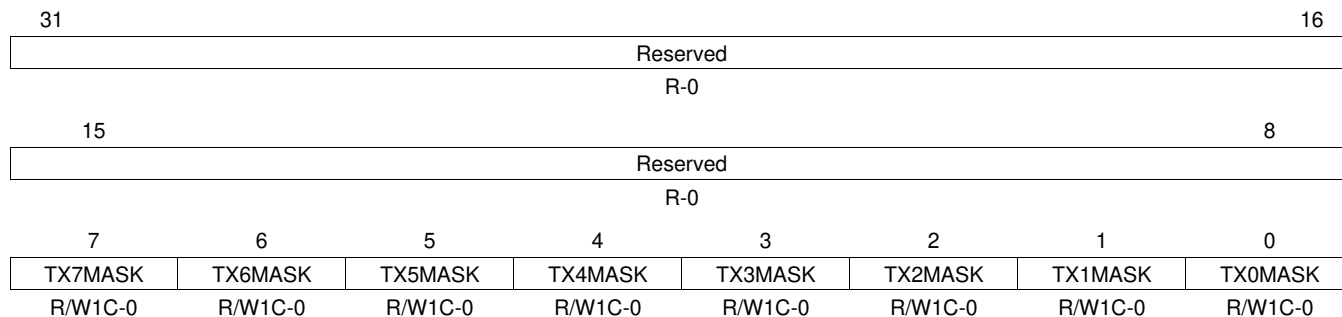 31 16
Reserved
R-0
15 8
Reserved
R-0
7 6 5 4 3 2 1 0
TX7MASK TX6MASK TX5MASK TX4MASK TX3MASK TX2MASK TX1MASK TX0MASK
R/W1C-0 R/W1C-0 R/W1C-0 R/W1C-0 R/W1C-0 R/W1C-0 R/W1C-0 R/W1C-0